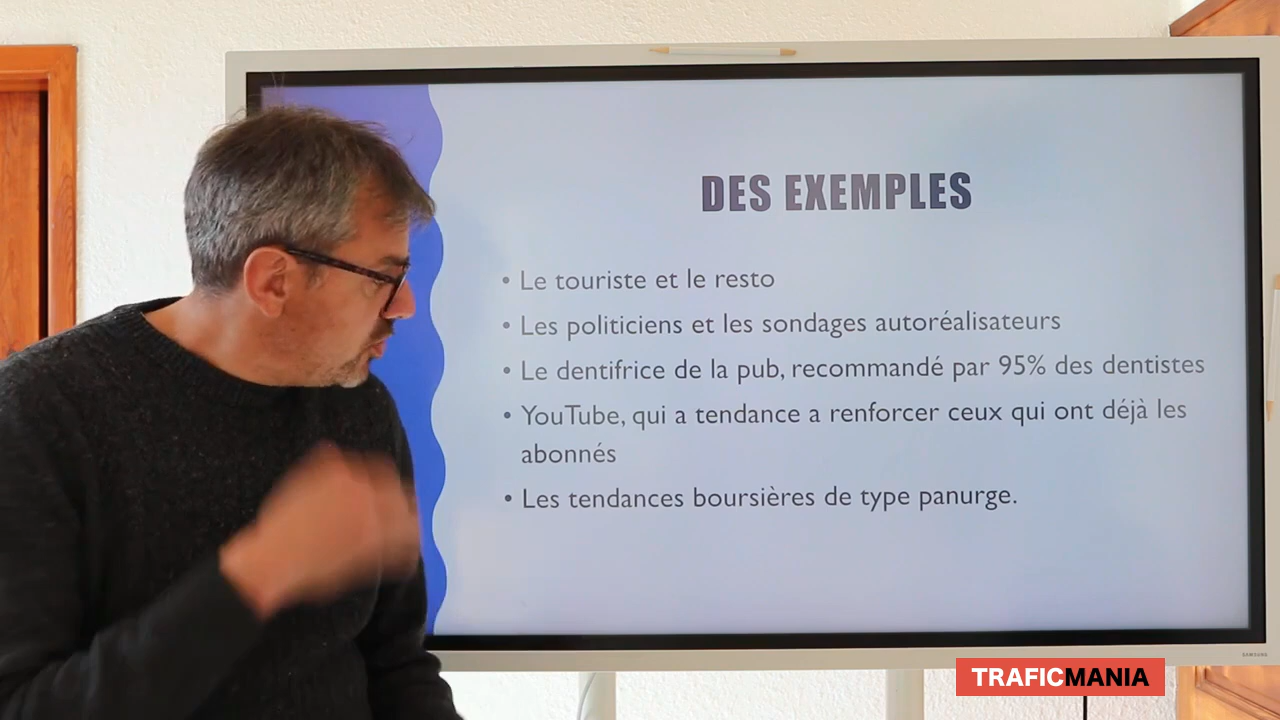 DES EXEMPLES
• Le touriste et le resto
• Les politiciens et les sondages autoréalisateurs
• Le dentifrice de la pub, recommandé par 95% des dentistes
• YouTube, qui a tendance a renforcer ceux qui ont déjà les
abonnés
• Les tendances boursières de type panurge.
SAMSUNG
TRAFICMANIA